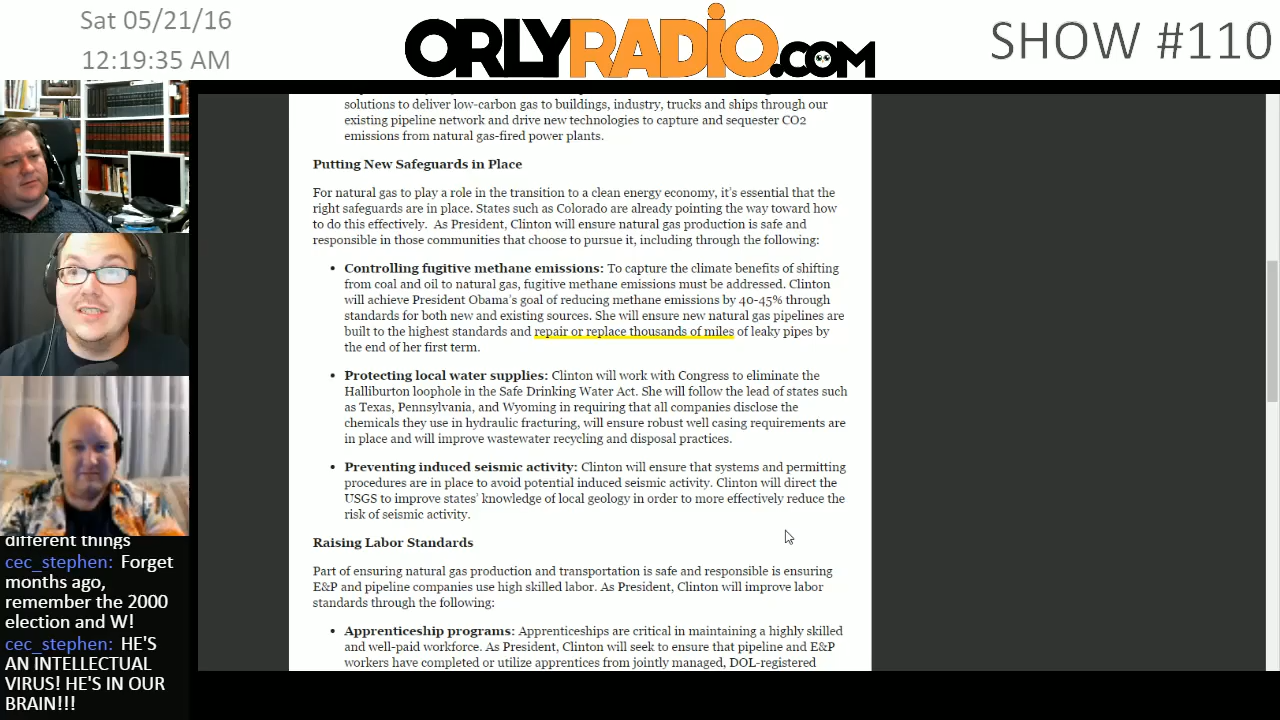 Sat 05/21/16
12:19:35 AM
ORLYRADIO.COM
SHOW #110
solutions to deliver low-carbon gas to buildings, industry, trucks and ships through our
existing pipeline network and drive new technologies to capture and sequester CO2
emissions from natural gas-fired power plants.
Putting New Safeguards in Place
For natural gas to play a role in the transition to a clean energy economy, it's essential that the
right safeguards are in place. States such as Colorado are already pointing the way toward how
to do this effectively. As President, Clinton will ensure natural gas production is safe and
responsible in those communities that choose to pursue it, including through the following:
• Controlling fugitive methane emissions: To capture the climate benefits of shifting
from coal and oil to natural gas, fugitive methane emissions must be addressed. Clinton
will achieve President Obama's goal of reducing methane emissions by 40-45% through
standards for both new and existing sources. She will ensure new natural gas pipelines are
built to the highest standards and repair or replace thousands of miles of leaky pipes by
the end of her first term.
• Protecting local water supplies: Clinton will work with Congress to eliminate the
Halliburton loophole in the Safe Drinking Water Act. She will follow the lead of states such
as Texas, Pennsylvania, and Wyoming in requiring that all companies disclose the
chemicals they use in hydraulic fracturing, will ensure robust well casing requirements are
in place and will improve wastewater recycling and disposal practices.
• Preventing induced seismic activity: Clinton will ensure that systems and permitting
procedures are in place to avoid potential induced seismic activity. Clinton will direct the
USGS to improve states' knowledge of local geology in order to more effectively reduce the
risk of seismic activity.
Raising Labor Standards
Part of ensuring natural gas production and transportation is safe and responsible is ensuring
E&P and pipeline companies use high skilled labor. As President, Clinton will improve labor
standards through the following:
• Apprenticeship programs: Apprenticeships are critical in maintaining a highly skilled
and well-paid workforce. As President, Clinton will seek to ensure that pipeline and E&P
workers have completed or utilize apprentices from jointly managed, DOL-registered
different things
cec_stephen: Forget
months ago,
remember the 2000
election and W!
cec_stephen: HE'S
AN INTELLECTUAL
VIRUS! HE'S IN OUR
BRAIN!!!